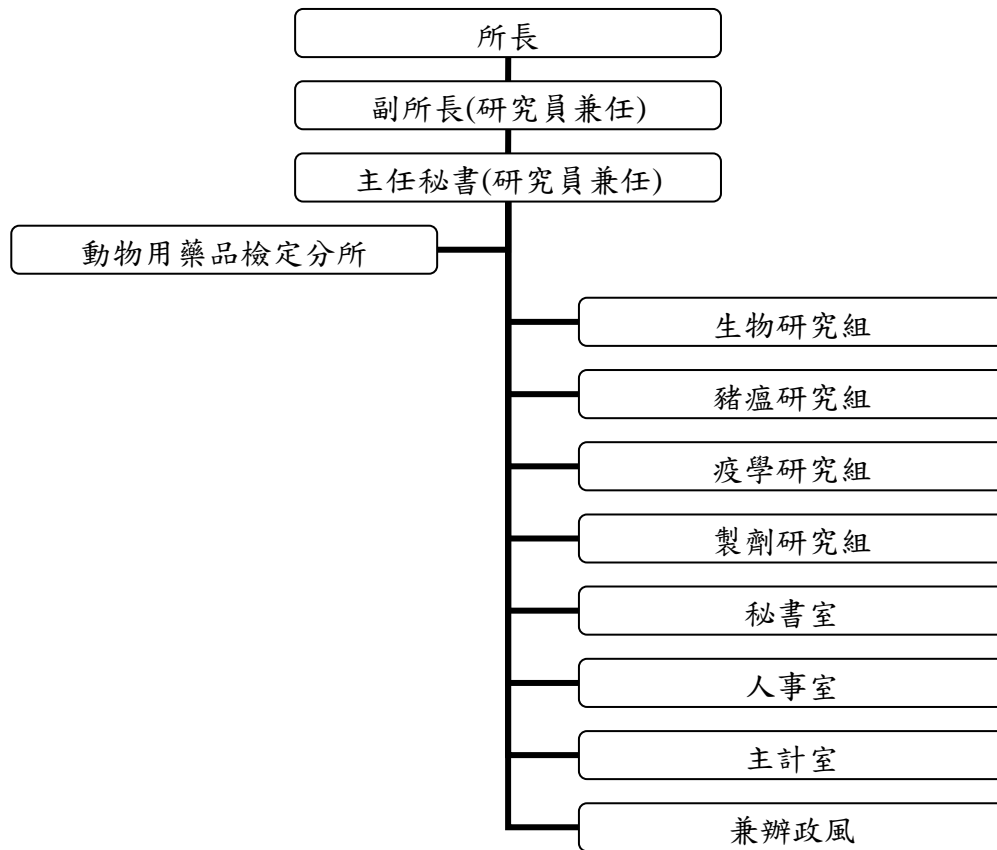 所長
副所長(研究員兼任)
主任秘書(研究員兼任)
動物用藥品檢定分所
生物研究組
豬瘟研究組
疫學研究組
製劑研究組
秘書室
人事室
主計室
兼辦政風